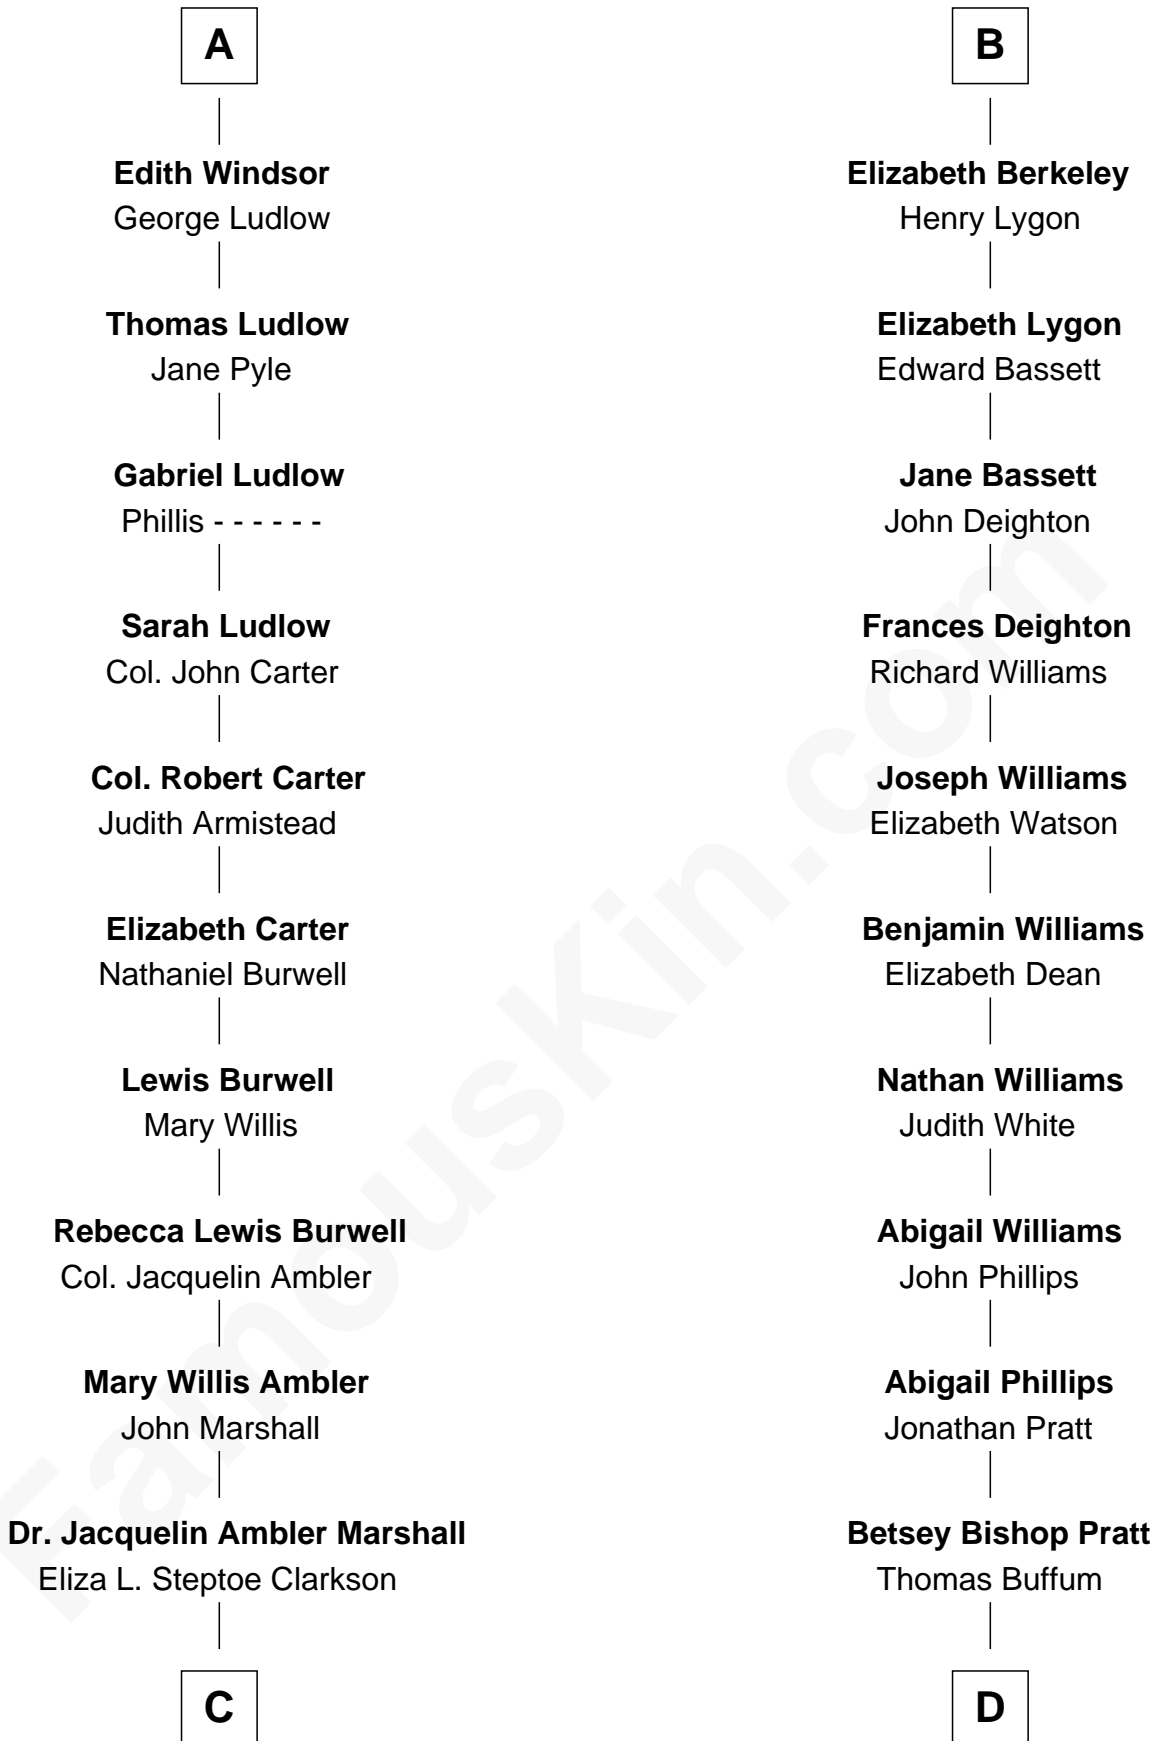 A
Edith Windsor
George Ludlow
Thomas Ludlow
Jane Pyle
Gabriel Ludlow
Phillis - - - - - -
Sarah Ludlow
Col. John Carter
Col. Robert Carter
Judith Armistead
Elizabeth Carter
Nathaniel Burwell
Lewis Burwell
Mary Willis
Rebecca Lewis Burwell
Col. Jacquelin Ambler
Mary Willis Ambler
John Marshall
Dr. Jacquelin Ambler Marshall
Eliza L. Steptoe Clarkson
C
B
Elizabeth Berkeley
Henry Lygon
Elizabeth Lygon
Edward Bassett
Jane Bassett
John Deighton
Frances Deighton
Richard Williams
Joseph Williams
Elizabeth Watson
Benjamin Williams
Elizabeth Dean
Nathan Williams
Judith White
Abigail Williams
John Phillips
Abigail Phillips
Jonathan Pratt
Betsey Bishop Pratt
Thomas Buffum
D
FamousKin.com